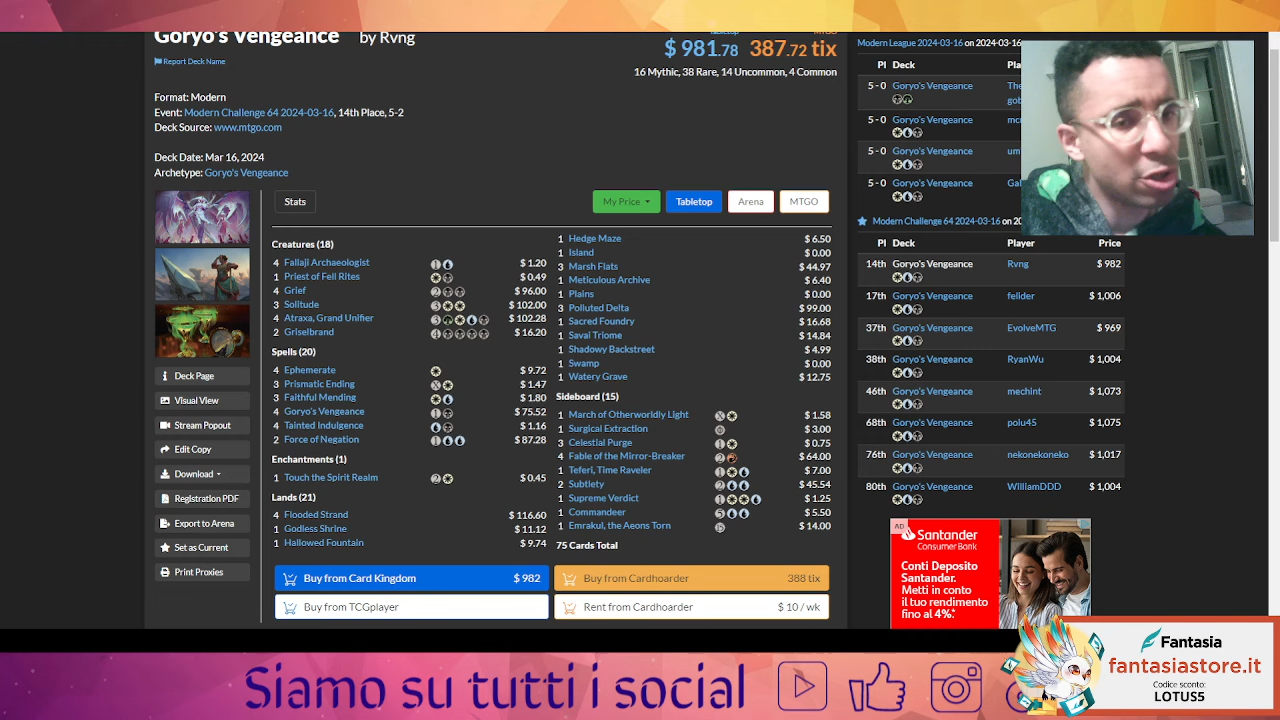 Goryo's Vengeance by Rvng
Report Deck Name
Tabletop
MTGO
$ 981.78 387.72 tix
16 Mythic, 38 Rare, 14 Uncommon, 4 Common
Format: Modern
Event: Modern Challenge 64 2024-03-16, 14th Place, 5-2
Deck Source: www.mtgo.com
Deck Date: Mar 16, 2024
Archetype: Goryo's Vengeance
Stats
My Price
Tabletop
Arena
MTGO
Deck Page
Visual View
Stream Popout
Edit Copy
Download
Registration PDF
Export to Arena
Set as Current
Print Proxies
Creatures (18)
4 Fallaji Archaeologist $ 1.20
1 Priest of Fell Rites $ 0.49
4 Grief $ 96.00
3 Solitude $ 102.00
4 Atraxa, Grand Unifier $ 102.28
2 Griselbrand $ 16.20
Spells (20)
4 Ephemerate $ 9.72
3 Prismatic Ending $ 1.47
3 Faithful Mending $ 1.80
4 Goryo's Vengeance $ 75.52
4 Tainted Indulgence $ 1.16
2 Force of Negation $ 87.28
Enchantments (1)
1 Touch the Spirit Realm $ 0.45
Lands (21)
4 Flooded Strand $ 116.60
1 Godless Shrine $ 11.12
1 Hallowed Fountain $ 9.74
1 Hedge Maze $ 6.50
1 Island $ 0.00
3 Marsh Flats $ 44.97
1 Meticulous Archive $ 6.40
1 Plains $ 0.00
3 Polluted Delta $ 99.00
1 Sacred Foundry $ 16.68
1 Savai Triome $ 14.84
1 Shadowy Backstreet $ 4.99
1 Swamp $ 0.00
1 Watery Grave $ 12.75
Sideboard (15)
1 March of Otherworldly Light $ 1.58
1 Surgical Extraction $ 3.00
3 Celestial Purge $ 0.75
4 Fable of the Mirror-Breaker $ 64.00
1 Teferi, Time Raveler $ 7.00
2 Subtlety $ 45.54
1 Supreme Verdict $ 1.25
1 Commandeer $ 5.50
1 Emrakul, the Aeons Torn $ 14.00
75 Cards Total
Buy from Card Kingdom $ 982
Buy from Cardhoarder 388 tix
Buy from TCGplayer
Rent from Cardhoarder $ 10 / wk
Modern League 2024-03-16 on 2024-03-16
Pl Deck
5-0 Goryo's Vengeance
5-0 Goryo's Vengeance
5-0 Goryo's Vengeance
5-0 Goryo's Vengeance
Modern Challenge 64 2024-03-16 on
Pl Deck Player Price
14th Goryo's Vengeance Rvng $ 982
17th Goryo's Vengeance felider $ 1,006
37th Goryo's Vengeance EvolveMTG $ 969
38th Goryo's Vengeance RyanWu $ 1,004
46th Goryo's Vengeance mechint $ 1,073
68th Goryo's Vengeance polu45 $ 1,075
76th Goryo's Vengeance nekonekoneko $ 1,017
80th Goryo's Vengeance WilliamDDD $ 1,004
AD
Santander
Consumer Bank
Conti Deposito
Santander.
Metti in conto
il tuo rendimento
fino al 4%.*
Siamo su tutti i social
Fantasia
fantasiastore.it
Codice sconto:
LOTUS5